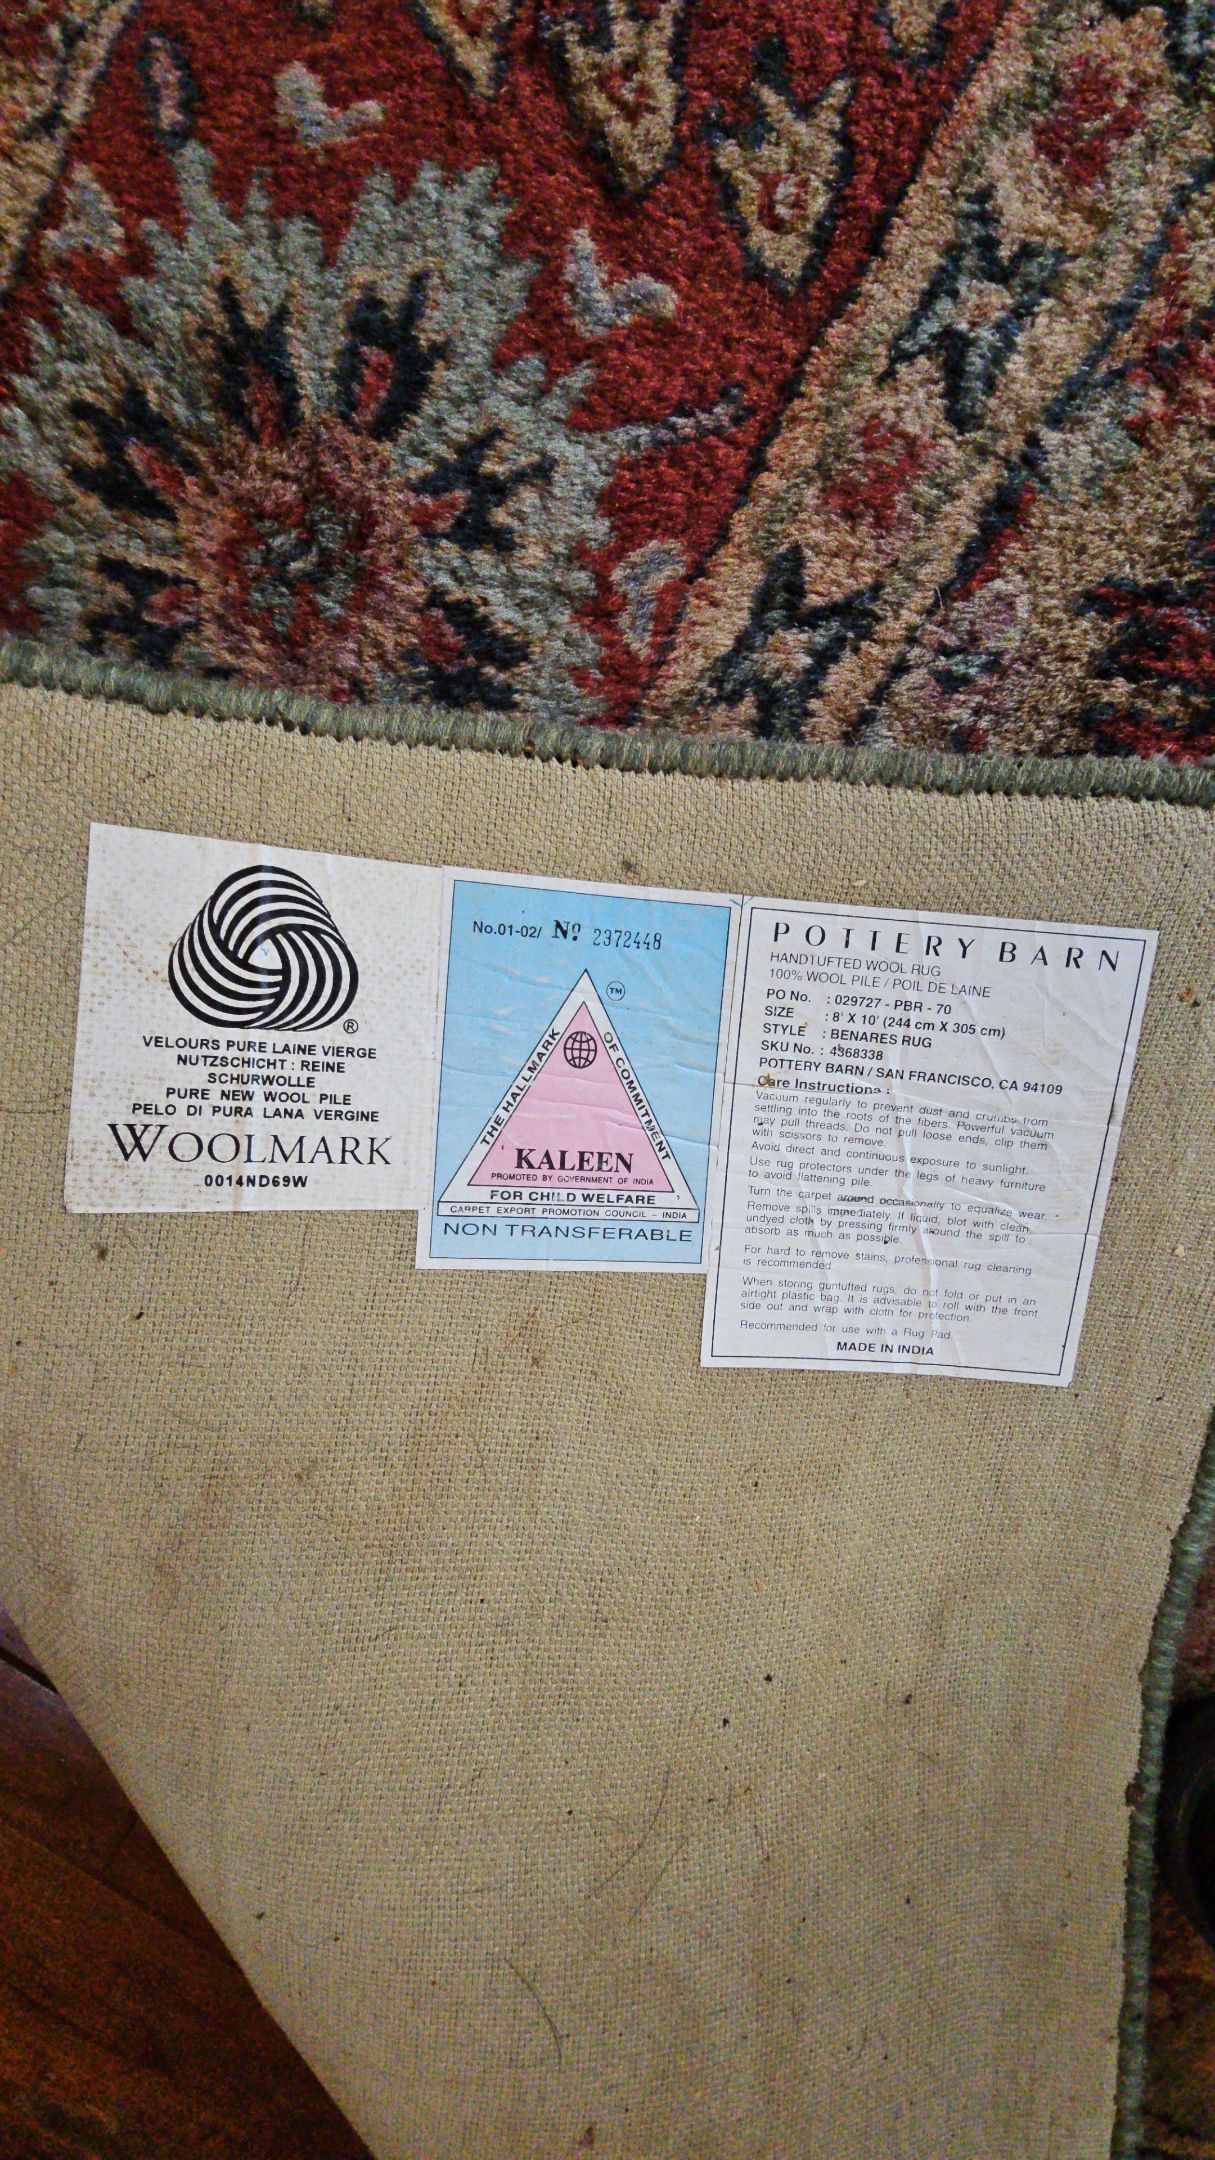 VELOURS PURE LAINE VIERGE
NUTZSCHICHT : REINE
SCHURWOLLE
PURE NEW WOOL PILE
PELO DI PURA LANA VERGINE
WOOLMARK
0014ND69W
®
No.01-02/ Nº 2372448
TM
THE HALLMARK
OF COMMITMENT
KALEEN
PROMOTED BY GOVERNMENT OF INDIA
FOR CHILD WELFARE
CARPET EXPORT PROMOTION COUNCIL - INDIA
NON TRANSFERABLE
POTTERY BARN
HANDTUFTED WOOL RUG
100% WOOL PILE / POIL DE LAINE
PO No. : 029727 - PBR - 70
SIZE : 8' X 10' (244 cm X 305 cm)
STYLE : BENARES RUG
SKU No. : 4368338
POTTERY BARN / SAN FRANCISCO, CA 94109
Care Instructions :
Vacuum regularly to prevent dust and crumbs from
settling into the roots of the fibers. Powerful vacuum
may pull threads. Do not pull loose ends, clip them
with scissors to remove.
Avoid direct and continuous exposure to sunlight.
Use rug protectors under the legs of heavy furniture
to avoid flattening pile.
Turn the carpet around occasionally to equalize wear.
Remove spills immediately. If liquid, blot with clean,
undyed cloth by pressing firmly around the spill to
absorb as much as possible.
For hard to remove stains, professional rug cleaning
is recommended.
When storing guntufted rugs, do not fold or put in an
airtight plastic bag. It is advisable to roll with the front
side out and wrap with cloth for protection.
Recommended for use with a Rug Pad.
MADE IN INDIA